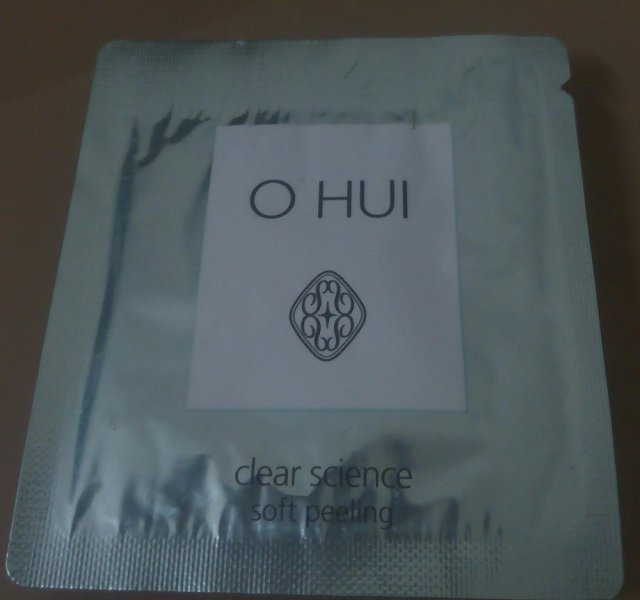 O HUI
clear science
soft peeling